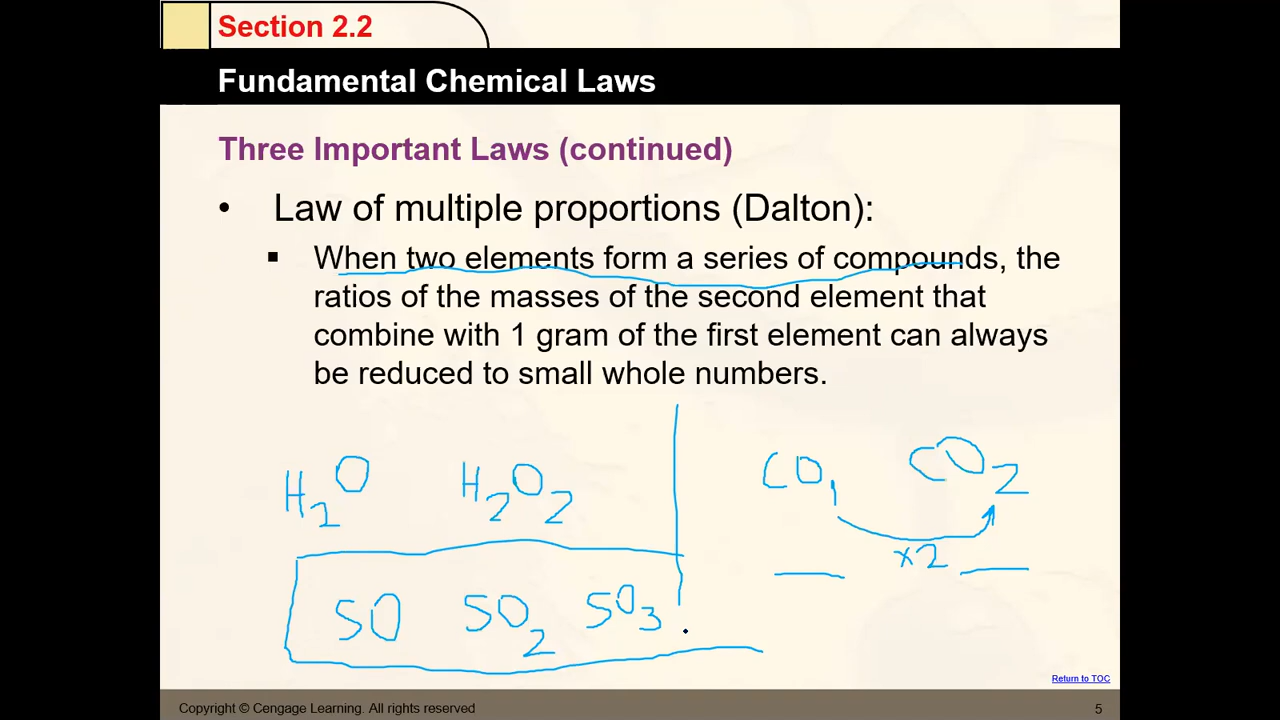 Section 2.2
Fundamental Chemical Laws
Three Important Laws (continued)
• Law of multiple proportions (Dalton):
▪ When two elements form a series of compounds, the
ratios of the masses of the second element that
combine with 1 gram of the first element can always
be reduced to small whole numbers.
H₂O H₂O₂ CO₁ CO₂
×2
SO SO₂ SO₃
Return to TOC
Copyright © Cengage Learning. All rights reserved 5